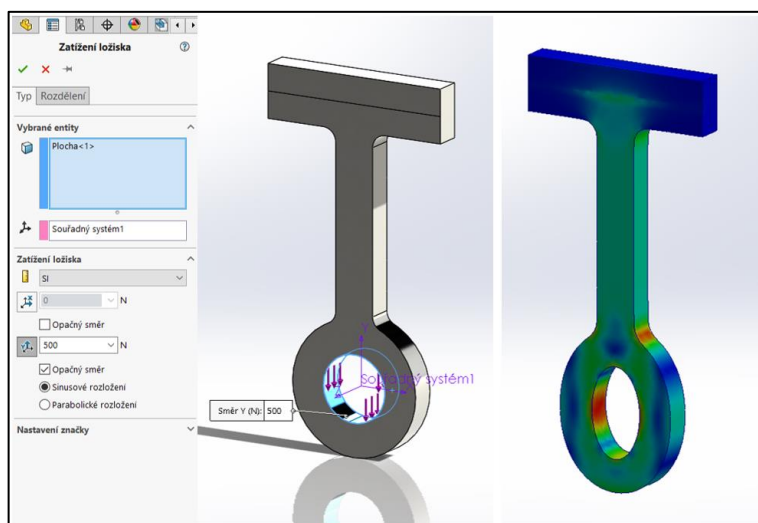 Zatížení ložiska
Typ
Rozdělení
Vybrané entity
Plocha<1>
Souřadný systém1
Zatížení ložiska
SI
0 N
Opačný směr
500 N
Opačný směr
Sinusové rozložení
Parabolické rozložení
Nastavení značky
Y
Souřadný systém1
Směr Y (N): 500